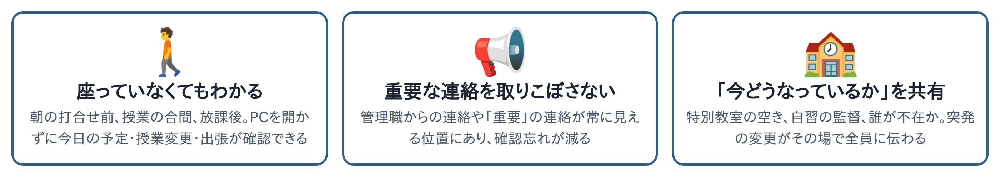 座っていなくてもわかる
朝の打合せ前、授業の合間、放課後。PCを開か
ずに今日の予定・授業変更・出張が確認できる
重要な連絡を取りこぼさない
管理職からの連絡や「重要」の連絡が常に見え
る位置にあり、確認忘れが減る
「今どうなっているか」を共有
特別教室の空き、自習の監督、誰が不在か。突発
の変更がその場で全員に伝わる